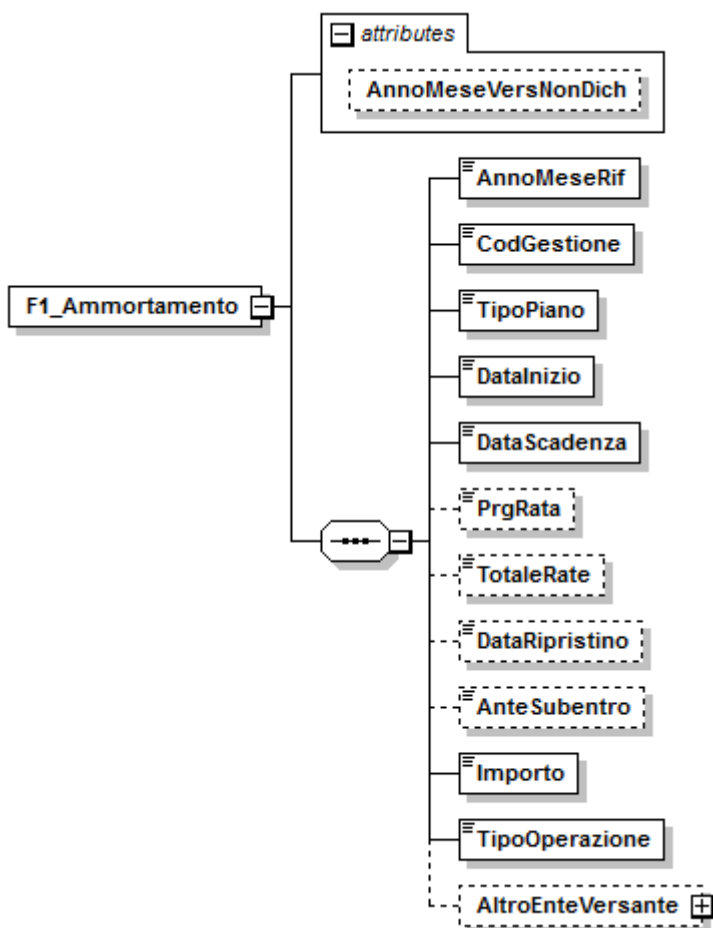 attributes
AnnoMeseVersNonDich
AnnoMeseRif
CodGestione
F1_Ammortamento
TipoPiano
DataInizio
DataScadenza
PrgRata
TotaleRate
DataRipristino
AnteSubentro
Importo
TipoOperazione
AltroEnteVersante